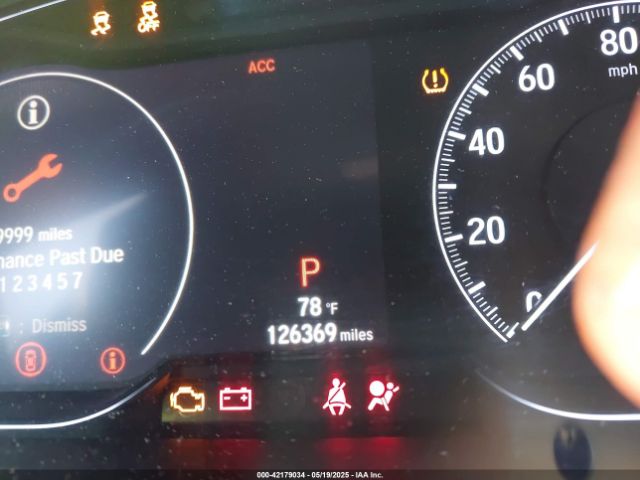 OFF
ACC
80
mph
60
40
20
0
9999 miles
nance Past Due
123457
: Dismiss
P
78 °F
126369 miles
000-42179034 - 05/19/2025 - IAA Inc.